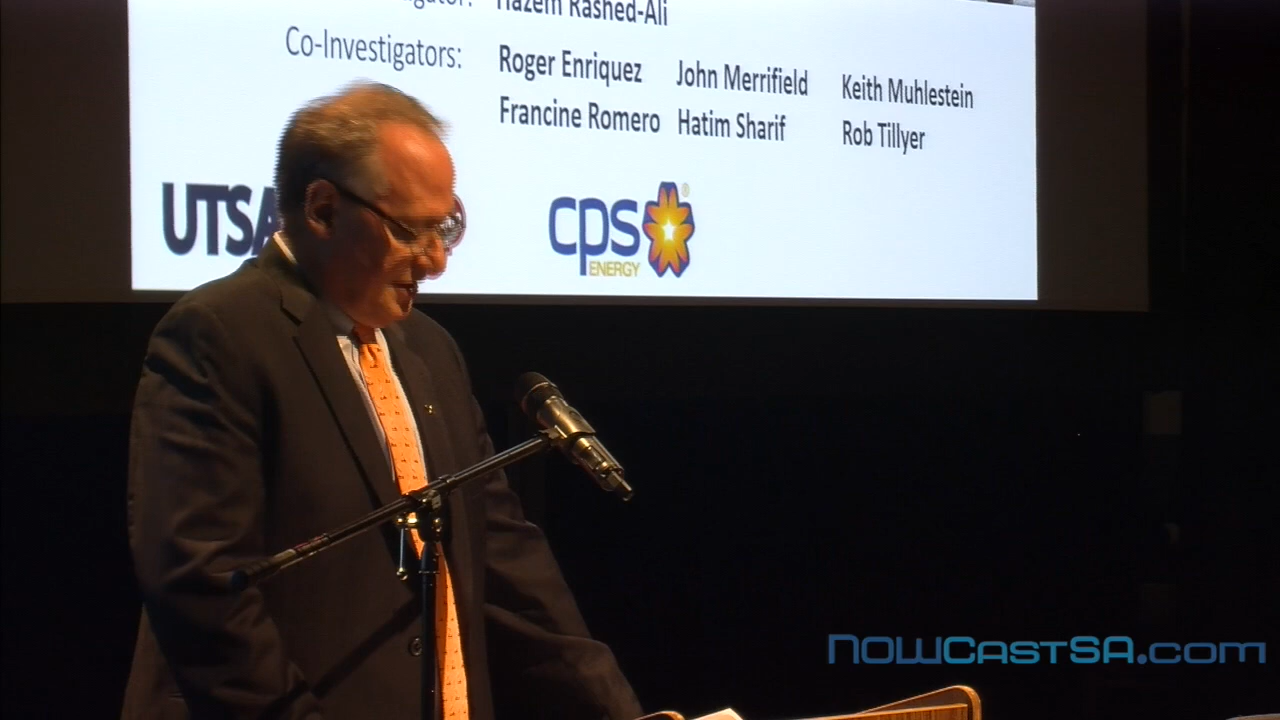 Hazem Rashed-Ali
Co-Investigators: Roger Enriquez John Merrifield Keith Muhlestein
Francine Romero Hatim Sharif Rob Tillyer
UTSA
cps
ENERGY
NOWCastSA.com